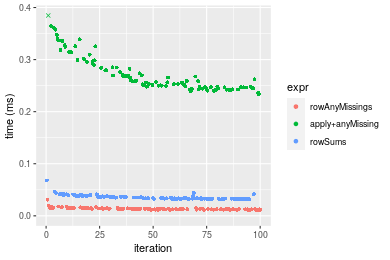 0.4
0.3
0.2
0.1
0.0
time (ms)
0
25
50
75
100
iteration
expr
rowAnyMissings
apply+anyMissing
rowSums